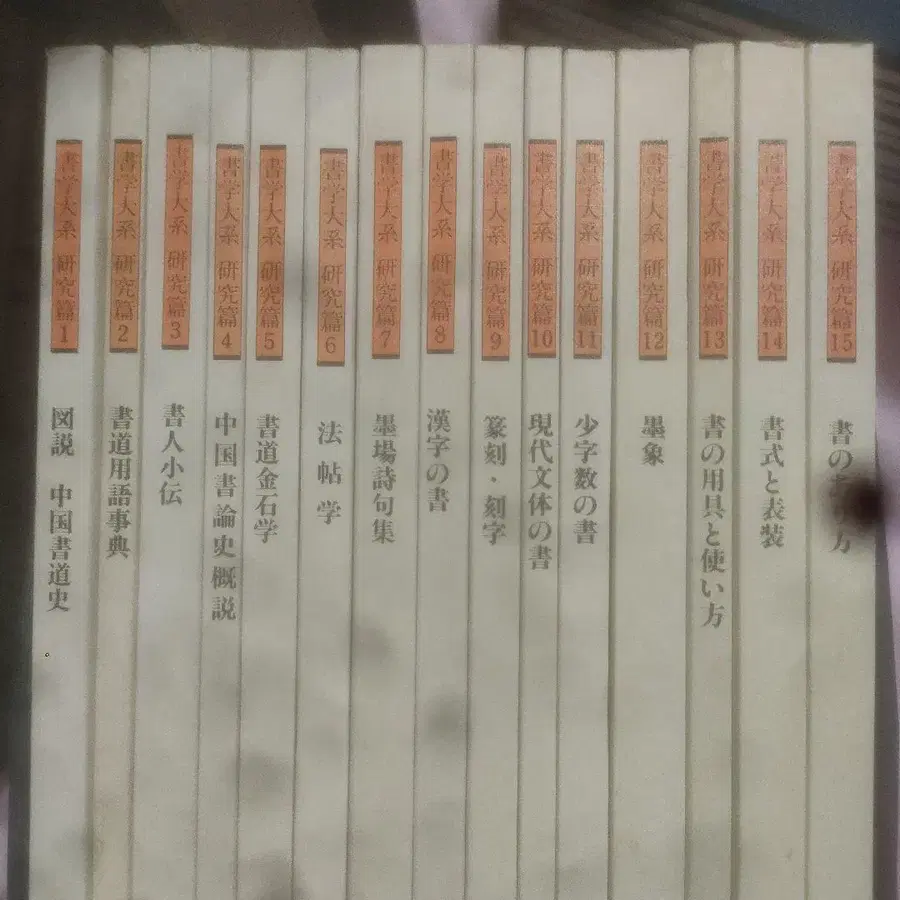 書学大系 研究篇 1
図説 中国書道史
書学大系 研究篇 2
書道用語事典
書学大系 研究篇 3
書人小伝
書学大系 研究篇 4
中国書論史概説
書学大系 研究篇 5
書道金石学
書学大系 研究篇 6
法帖学
書学大系 研究篇 7
墨場詩句集
書学大系 研究篇 8
漢字の書
書学大系 研究篇 9
篆刻・刻字
書学大系 研究篇 10
現代文体の書
書学大系 研究篇 11
少字数の書
書学大系 研究篇 12
墨象
書学大系 研究篇 13
書の用具と使い方
書学大系 研究篇 14
書式と表装
書学大系 研究篇 15
書の
方